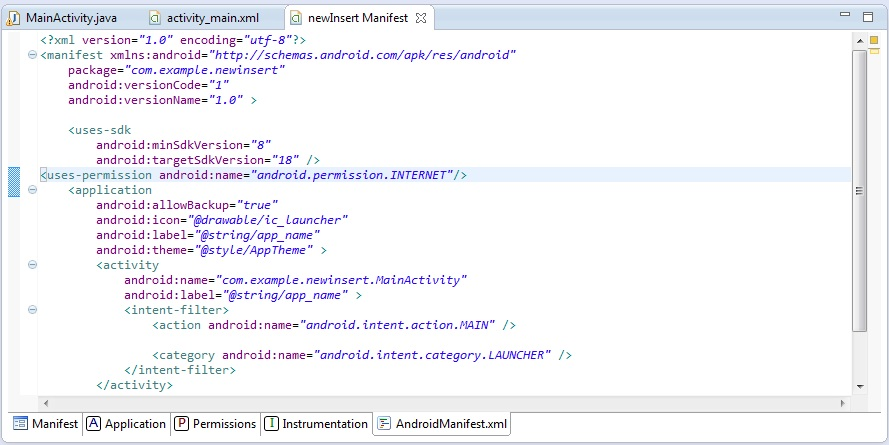 MainActivity.java activity_main.xml newInsert Manifest
<?xml version="1.0" encoding="utf-8"?>
<manifest xmlns:android="http://schemas.android.com/apk/res/android"
    package="com.example.newinsert"
    android:versionCode="1"
    android:versionName="1.0" >
    <uses-sdk
        android:minSdkVersion="8"
        android:targetSdkVersion="18" />
<uses-permission android:name="android.permission.INTERNET"/>
    <application
        android:allowBackup="true"
        android:icon="@drawable/ic_launcher"
        android:label="@string/app_name"
        android:theme="@style/AppTheme" >
        <activity
            android:name="com.example.newinsert.MainActivity"
            android:label="@string/app_name" >
            <intent-filter>
                <action android:name="android.intent.action.MAIN" />
                <category android:name="android.intent.category.LAUNCHER" />
            </intent-filter>
        </activity>
Manifest A Application P Permissions I Instrumentation AndroidManifest.xml